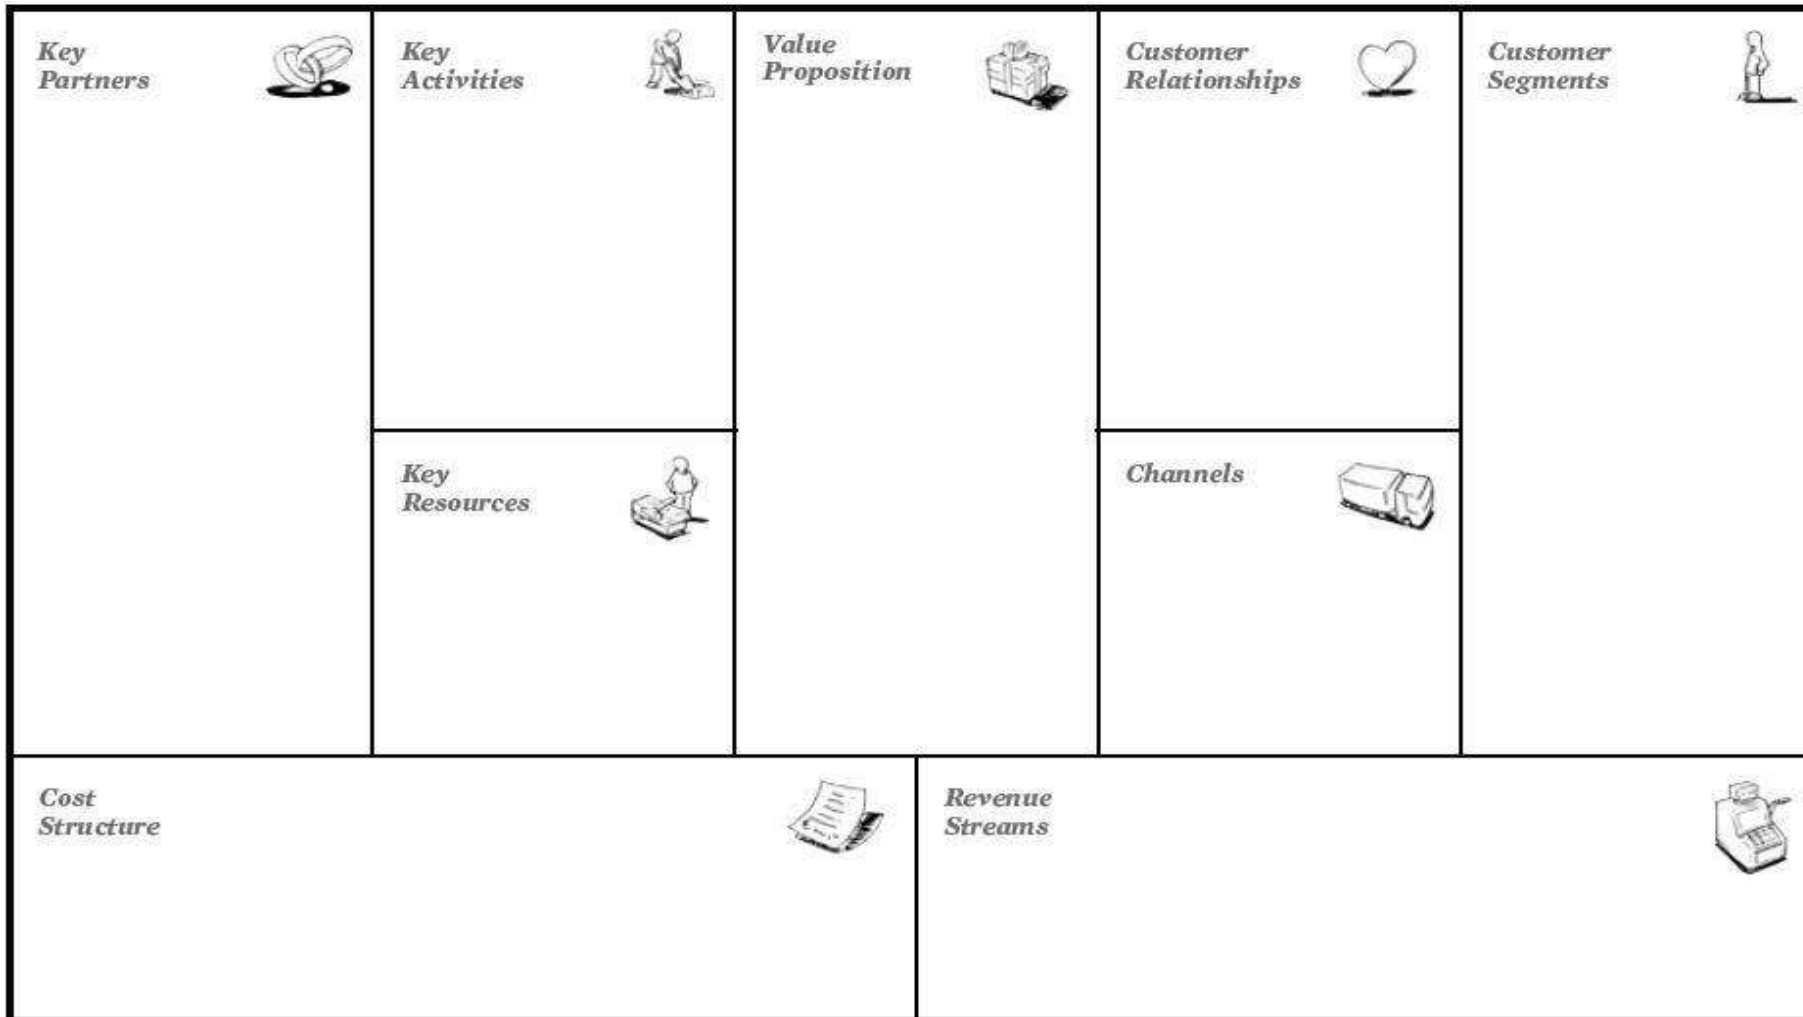 Key
Partners
Key
Activities
Value
Proposition
Customer
Relationships
Customer
Segments
Key
Resources
Channels
Cost
Structure
Revenue
Streams